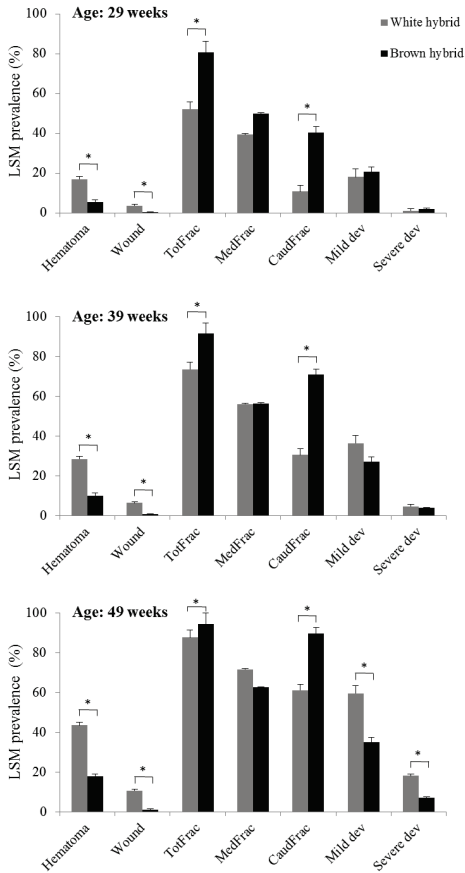 Age: 29 weeks
White hybrid
Brown hybrid
LSM prevalence (%)
100
80
60
40
20
0
* * * *
Hematoma Wound TotFrac MedFrac CaudFrac Mild dev Severe dev
Age: 39 weeks
LSM prevalence (%)
100
80
60
40
20
0
* * * *
Hematoma Wound TotFrac MedFrac CaudFrac Mild dev Severe dev
Age: 49 weeks
LSM prevalence (%)
100
80
60
40
20
0
* * * * * *
Hematoma Wound TotFrac MedFrac CaudFrac Mild dev Severe dev